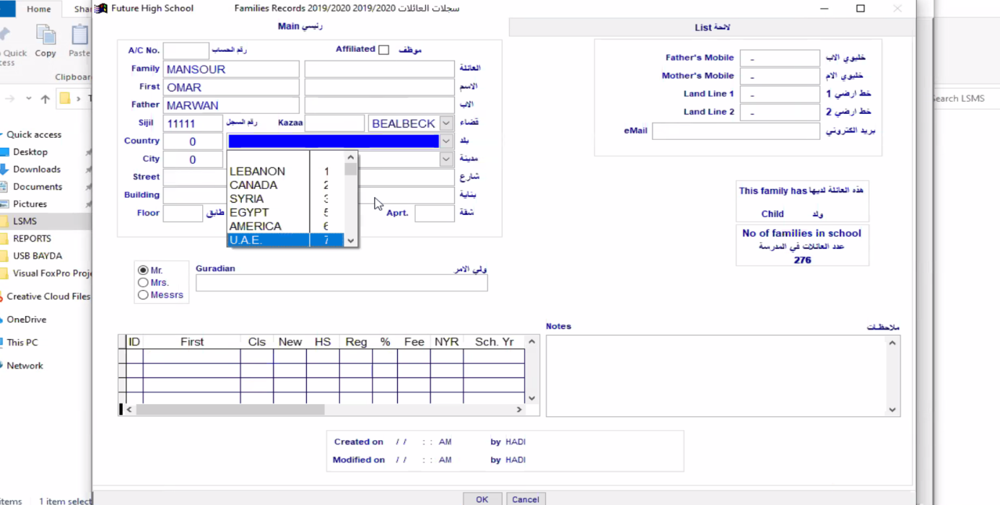 Home
Sha
Quick
Copy
Paste
cess
Clipboar
Quick access
Desktop
Downloads
Documents
Pictures
LSMS
REPORTS
USB BAYDA
Visual FoxPro Proje
Creative Cloud Files
OneDrive
This PC
Network
items 1 item select
Search LSMS
Future High School Families Records 2019/2020 2019/2020 سجلات العائلات
Main رئيسي
List لائحة
A/C No. رقم الحساب Affiliated موظف
Family MANSOUR العائلة
First OMAR الاسم
Father MARWAN الاب
Sijil 11111 رقم السجل Kazaa BEALBECK قضاء
Country 0 بلد
City 0 مدينة
Street شارع
Building بناية
Floor طابق Aprt. شقة
LEBANON 1
CANADA 2
SYRIA 3
EGYPT 5
AMERICA 6
U.A.E. 7
Father's Mobile - خليوي الاب
Mother's Mobile - خليوي الام
Land Line 1 - خط ارضي 1
Land Line 2 - خط ارضي 2
eMail بريد الكتروني
This family has هذه العائلة لديها
Child ولد
No of families in school
عدد العائلات في المدرسة
276
Mr.
Mrs.
Messrs
Guradian ولي الامر
ID First Cls New HS Reg % Fee NYR Sch. Yr
Notes ملاحظات
Created on / / : : AM by HADI
Modified on / / : : AM by HADI
OK Cancel